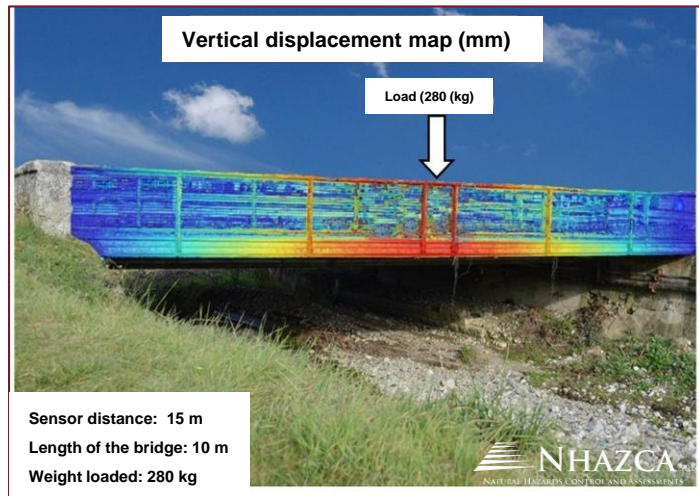 Vertical displacement map (mm)
Load (280 (kg)
Sensor distance: 15 m
Length of the bridge: 10 m
Weight loaded: 280 kg
NHAZCA
NATURAL HAZARDS CONTROL AND ASSESSMENTS